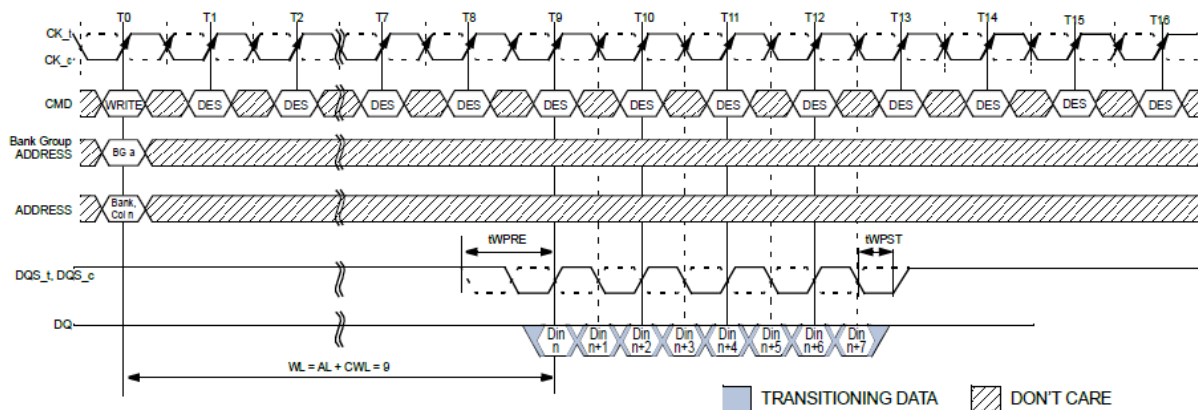 T0 T1 T2 T7 T8 T9 T10 T11 T12 T13 T14 T15 T16
CK_t
CK_c
CMD WRITE DES DES DES DES DES DES DES DES DES DES DES DES
Bank Group
ADDRESS BG a
ADDRESS Bank,
Col n
tWPRE tWPST
DQS_t, DQS_c
DQ Din Din Din Din Din Din Din Din
n n+1 n+2 n+3 n+4 n+5 n+6 n+7
WL = AL + CWL = 9
TRANSITIONING DATA DON'T CARE